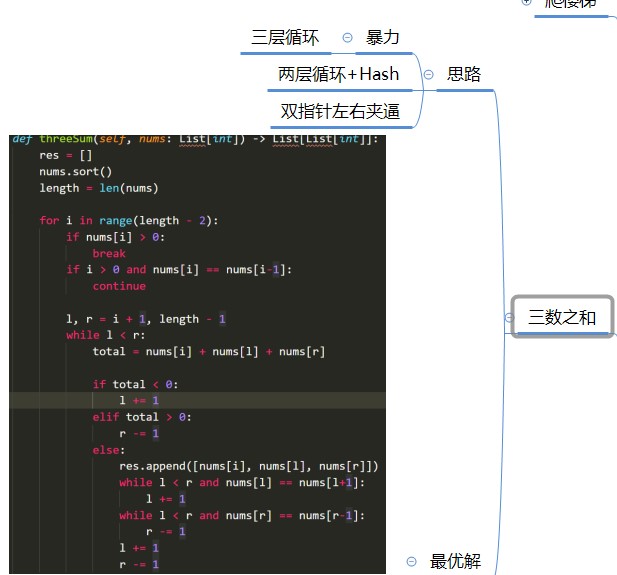 爬楼梯
三层循环
暴力
两层循环+Hash
思路
双指针左右夹逼
def threeSum(self, nums: List[int]) -> List[List[int]]:
res = []
nums.sort()
length = len(nums)
for i in range(length - 2):
if nums[i] > 0:
break
if i > 0 and nums[i] == nums[i-1]:
continue
l, r = i + 1, length - 1
while l < r:
total = nums[i] + nums[l] + nums[r]
if total < 0:
l += 1
elif total > 0:
r -= 1
else:
res.append([nums[i], nums[l], nums[r]])
while l < r and nums[l] == nums[l+1]:
l += 1
while l < r and nums[r] == nums[r-1]:
r -= 1
l += 1
r -= 1
三数之和
最优解